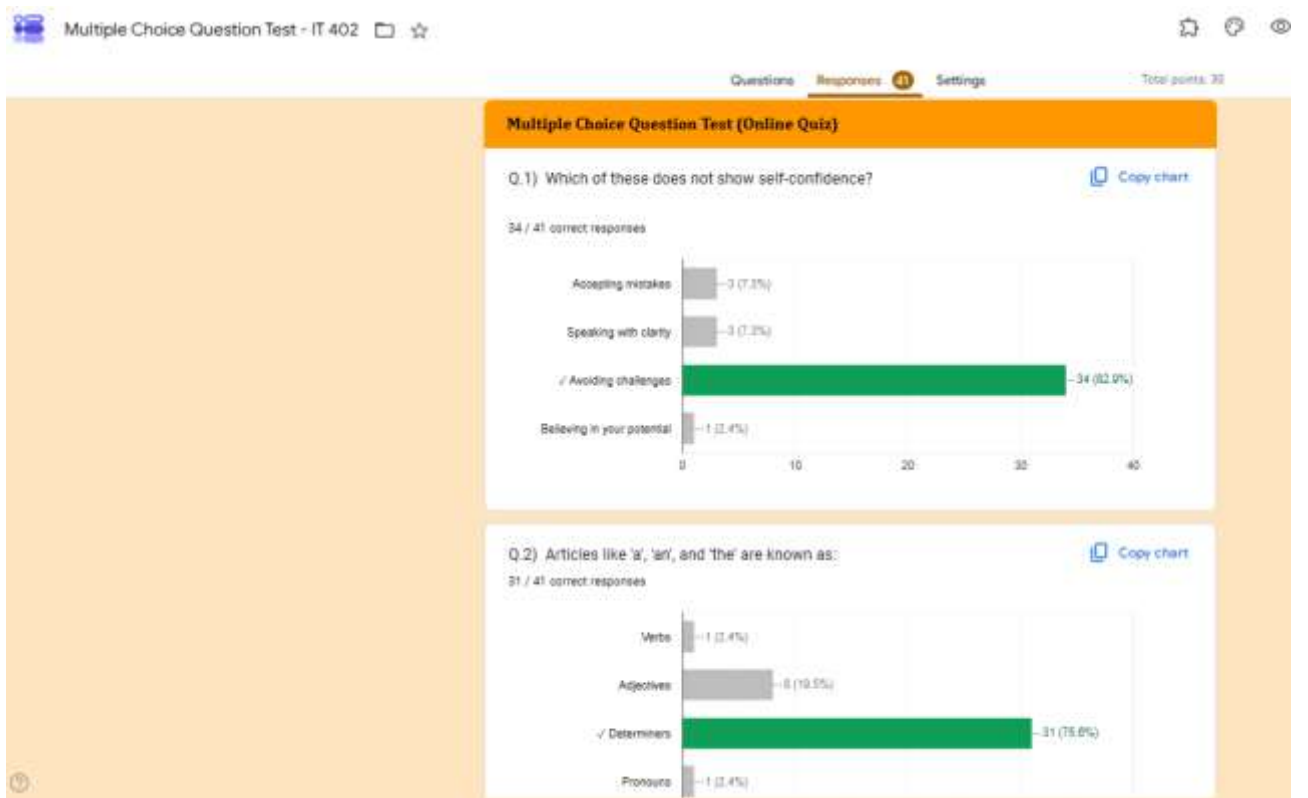 Multiple Choice Question Test - IT 402
Questions Responses 41 Settings
Total points: 30
Multiple Choice Question Test (Online Quiz)
Q.1) Which of these does not show self-confidence?
Copy chart
34 / 41 correct responses
Accepting mistakes
3 (7.3%)
Speaking with clarity
3 (7.3%)
✓ Avoiding challenges
34 (82.9%)
Believing in your potential
1 (2.4%)
0 10 20 30 40
Q.2) Articles like 'a', 'an', and 'the' are known as:
Copy chart
31 / 41 correct responses
Verbs
1 (2.4%)
Adjectives
8 (19.5%)
✓ Determiners
31 (75.6%)
Pronouns
1 (2.4%)